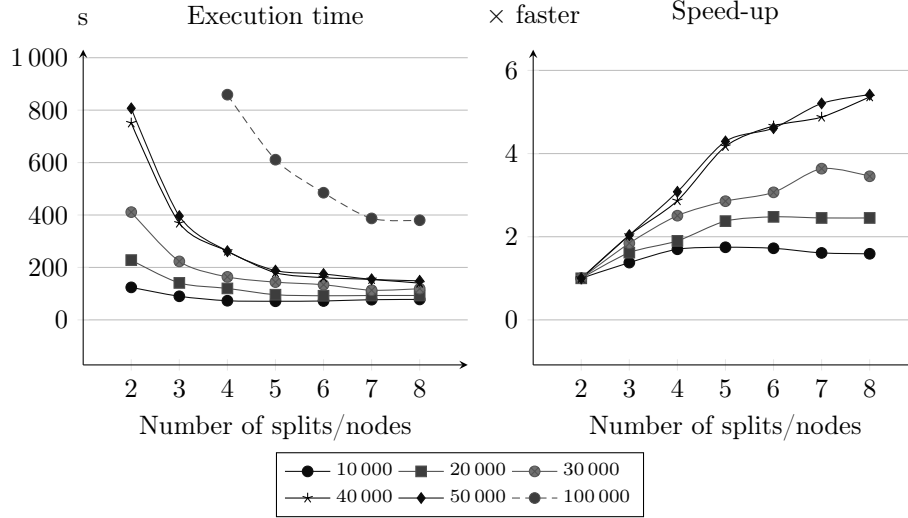 s
Execution time
1 000
800
600
400
200
0
2 3 4 5 6 7 8
Number of splits/nodes
× faster
Speed-up
6
4
2
0
2 3 4 5 6 7 8
Number of splits/nodes
10 000 20 000 30 000
40 000 50 000 100 000